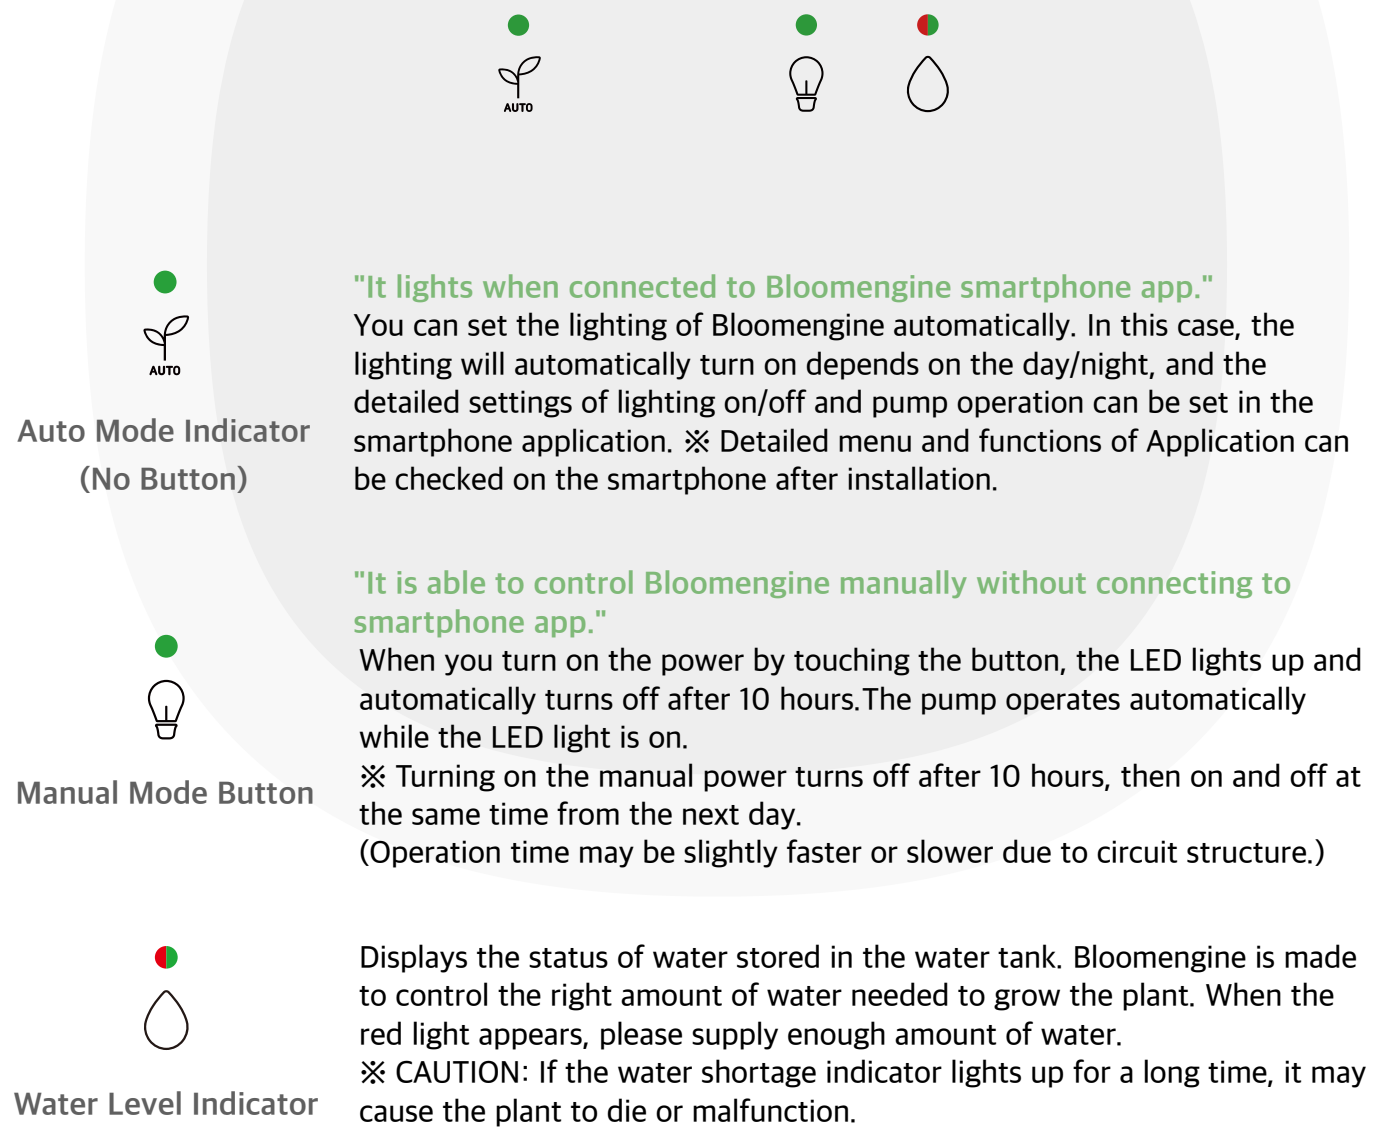 AUTO
"It lights when connected to Bloomengine smartphone app."
You can set the lighting of Bloomengine automatically. In this case, the
lighting will automatically turn on depends on the day/night, and the
detailed settings of lighting on/off and pump operation can be set in the
smartphone application. ※ Detailed menu and functions of Application can
be checked on the smartphone after installation.
AUTO
Auto Mode Indicator
(No Button)
"It is able to control Bloomengine manually without connecting to
smartphone app."
When you turn on the power by touching the button, the LED lights up and
automatically turns off after 10 hours.The pump operates automatically
while the LED light is on.
※ Turning on the manual power turns off after 10 hours, then on and off at
the same time from the next day.
(Operation time may be slightly faster or slower due to circuit structure.)
Manual Mode Button
Displays the status of water stored in the water tank. Bloomengine is made
to control the right amount of water needed to grow the plant. When the
red light appears, please supply enough amount of water.
※ CAUTION: If the water shortage indicator lights up for a long time, it may
cause the plant to die or malfunction.
Water Level Indicator